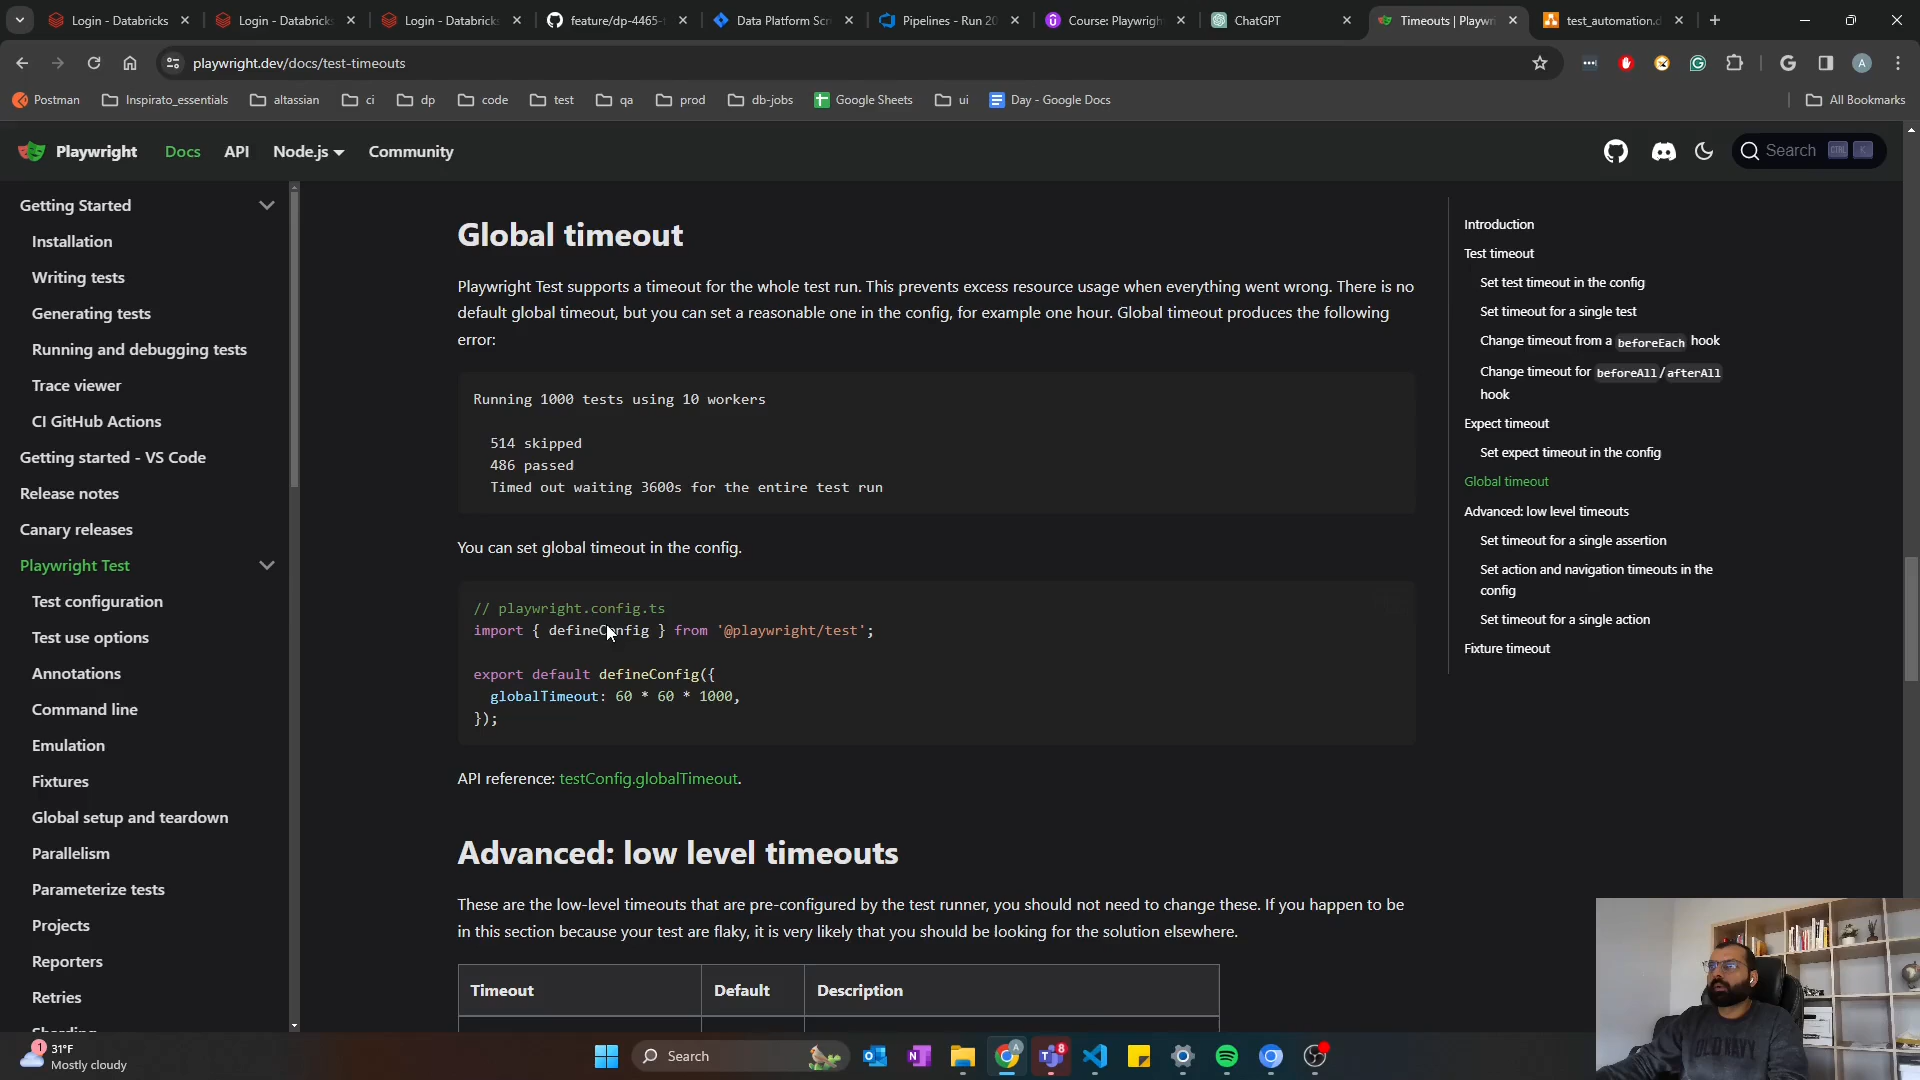 Login - Databricks
Login - Databricks
Login - Databricks
feature/dp-4465-t
Data Platform Scr
Pipelines - Run 20
Course: Playwrigh
ChatGPT
Timeouts | Playwri
test_automation.d
playwright.dev/docs/test-timeouts
Postman
Inspirato_essentials
altassian
ci
dp
code
test
qa
prod
db-jobs
Google Sheets
ui
Day - Google Docs
All Bookmarks
Playwright
Docs
API
Node.js
Community
Search
CTRL
K
Getting Started
Installation
Writing tests
Generating tests
Running and debugging tests
Trace viewer
CI GitHub Actions
Getting started - VS Code
Release notes
Canary releases
Playwright Test
Test configuration
Test use options
Annotations
Command line
Emulation
Fixtures
Global setup and teardown
Parallelism
Parameterize tests
Projects
Reporters
Retries
Sharding
Global timeout
Playwright Test supports a timeout for the whole test run. This prevents excess resource usage when everything went wrong. There is no
default global timeout, but you can set a reasonable one in the config, for example one hour. Global timeout produces the following
error:
Running 1000 tests using 10 workers
514 skipped
486 passed
Timed out waiting 3600s for the entire test run
You can set global timeout in the config.
// playwright.config.ts
import { defineConfig } from '@playwright/test';
export default defineConfig({
globalTimeout: 60 * 60 * 1000,
});
API reference: testConfig.globalTimeout.
Advanced: low level timeouts
These are the low-level timeouts that are pre-configured by the test runner, you should not need to change these. If you happen to be
in this section because your test are flaky, it is very likely that you should be looking for the solution elsewhere.
Timeout
Default
Description
Introduction
Test timeout
Set test timeout in the config
Set timeout for a single test
Change timeout from a beforeEach hook
Change timeout for beforeAll/afterAll
hook
Expect timeout
Set expect timeout in the config
Global timeout
Advanced: low level timeouts
Set timeout for a single assertion
Set action and navigation timeouts in the
config
Set timeout for a single action
Fixture timeout
OLD NAVY
1
31°F
Mostly cloudy
Search
A
8
A